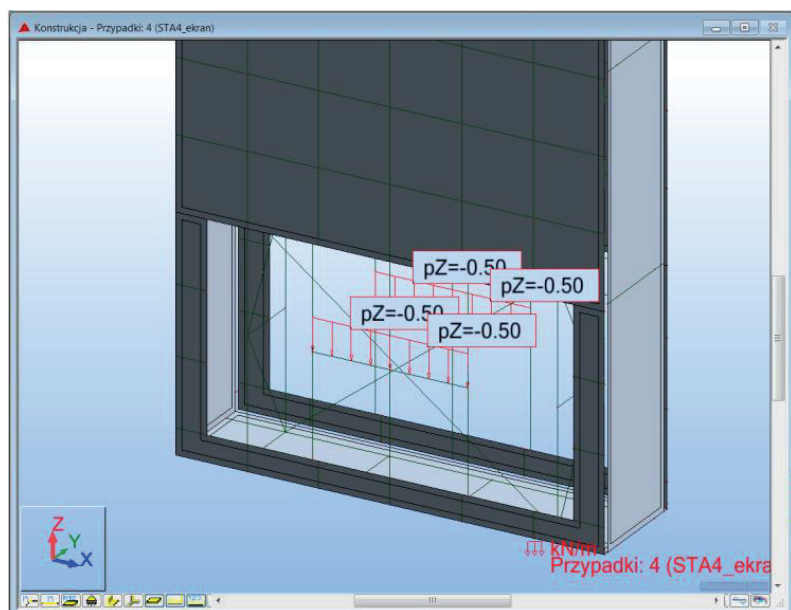 Konstrukcja - Przypadki: 4 (STA4_ekran)
pZ=-0.50
pZ=-0.50
pZ=-0.50
pZ=-0.50
Z
Y
X
kN/m
Przypadki: 4 (STA4_ekra